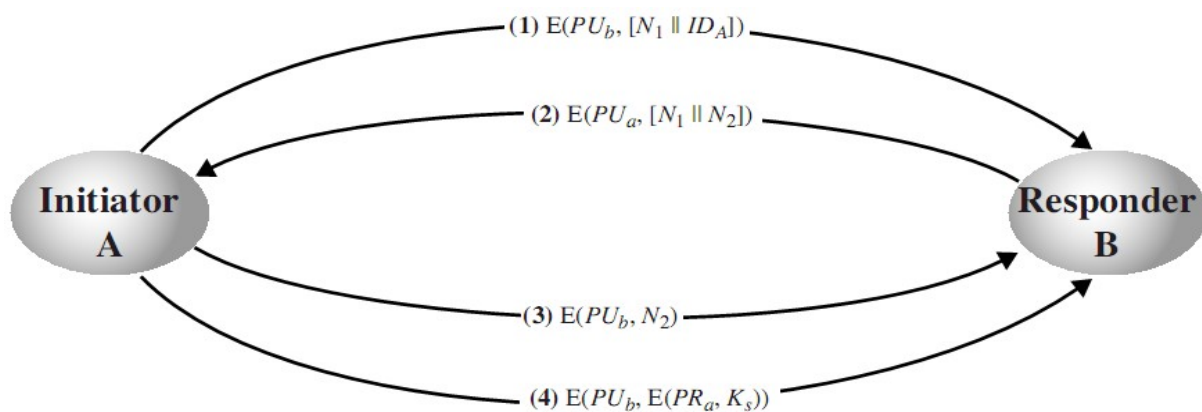 (1) E(PU_b, [N_1 || ID_A])
(2) E(PU_a, [N_1 || N_2])
Initiator
A
Responder
B
(3) E(PU_b, N_2)
(4) E(PU_b, E(PR_a, K_s))